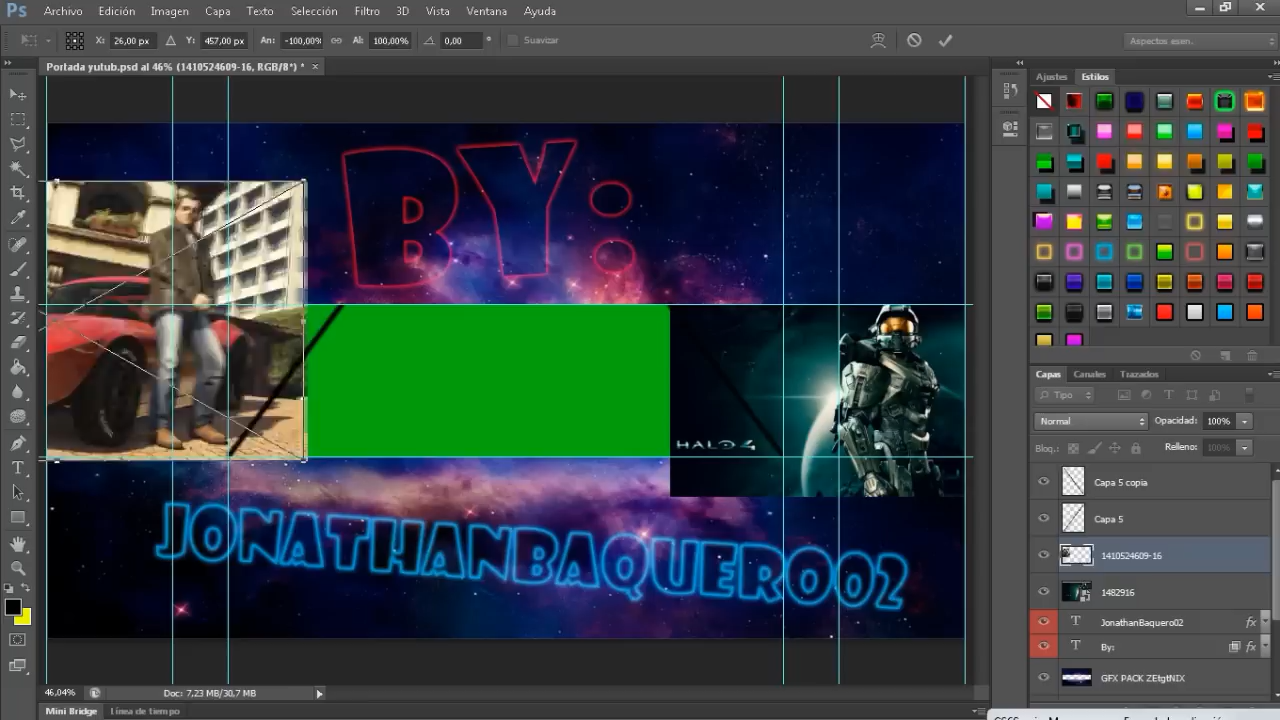 Ps Archivo Edición Imagen Capa Texto Selección Filtro 3D Vista Ventana Ayuda
X: 26,00 px Y: 457,00 px An: -100,00% Al: 100,00% 0,00 ° Suavizar Aspectos esen.
Portada yutub.psd al 46% (1410524609-16, RGB/8*) * ×
Ajustes Estilos
BY:
HALO 4
JONATHANBAQUERO02
Capas Canales Trazados
Tipo
Normal Opacidad: 100%
Bloq.: Relleno: 100%
Capa 5 copia
Capa 5
1410524609-16
1482916
JonathanBaquero02 fx
By: fx
GFX PACK ZEtgtNIX
46,04% Doc: 7,23 MB/30,7 MB
Mini Bridge Línea de tiempo